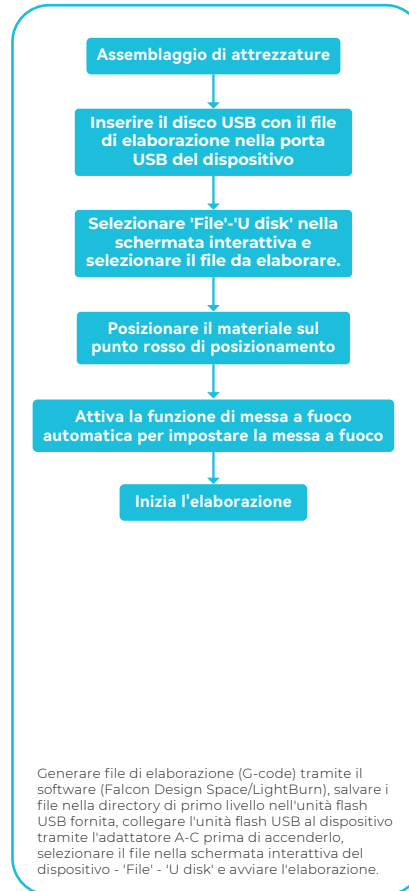 Assemblaggio di attrezzature
Inserire il disco USB con il file
di elaborazione nella porta
USB del dispositivo
Selezionare 'File'-'U disk' nella
schermata interattiva e
selezionare il file da elaborare.
Posizionare il materiale sul
punto rosso di posizionamento
Attiva la funzione di messa a fuoco
automatica per impostare la messa a fuoco
Inizia l'elaborazione
Generare file di elaborazione (G-code) tramite il
software (Falcon Design Space/LightBurn), salvare i
file nella directory di primo livello nell'unità flash
USB fornita, collegare l'unità flash USB al dispositivo
tramite l'adattatore A-C prima di accenderlo,
selezionare il file nella schermata interattiva del
dispositivo - 'File' - 'U disk' e avviare l'elaborazione.